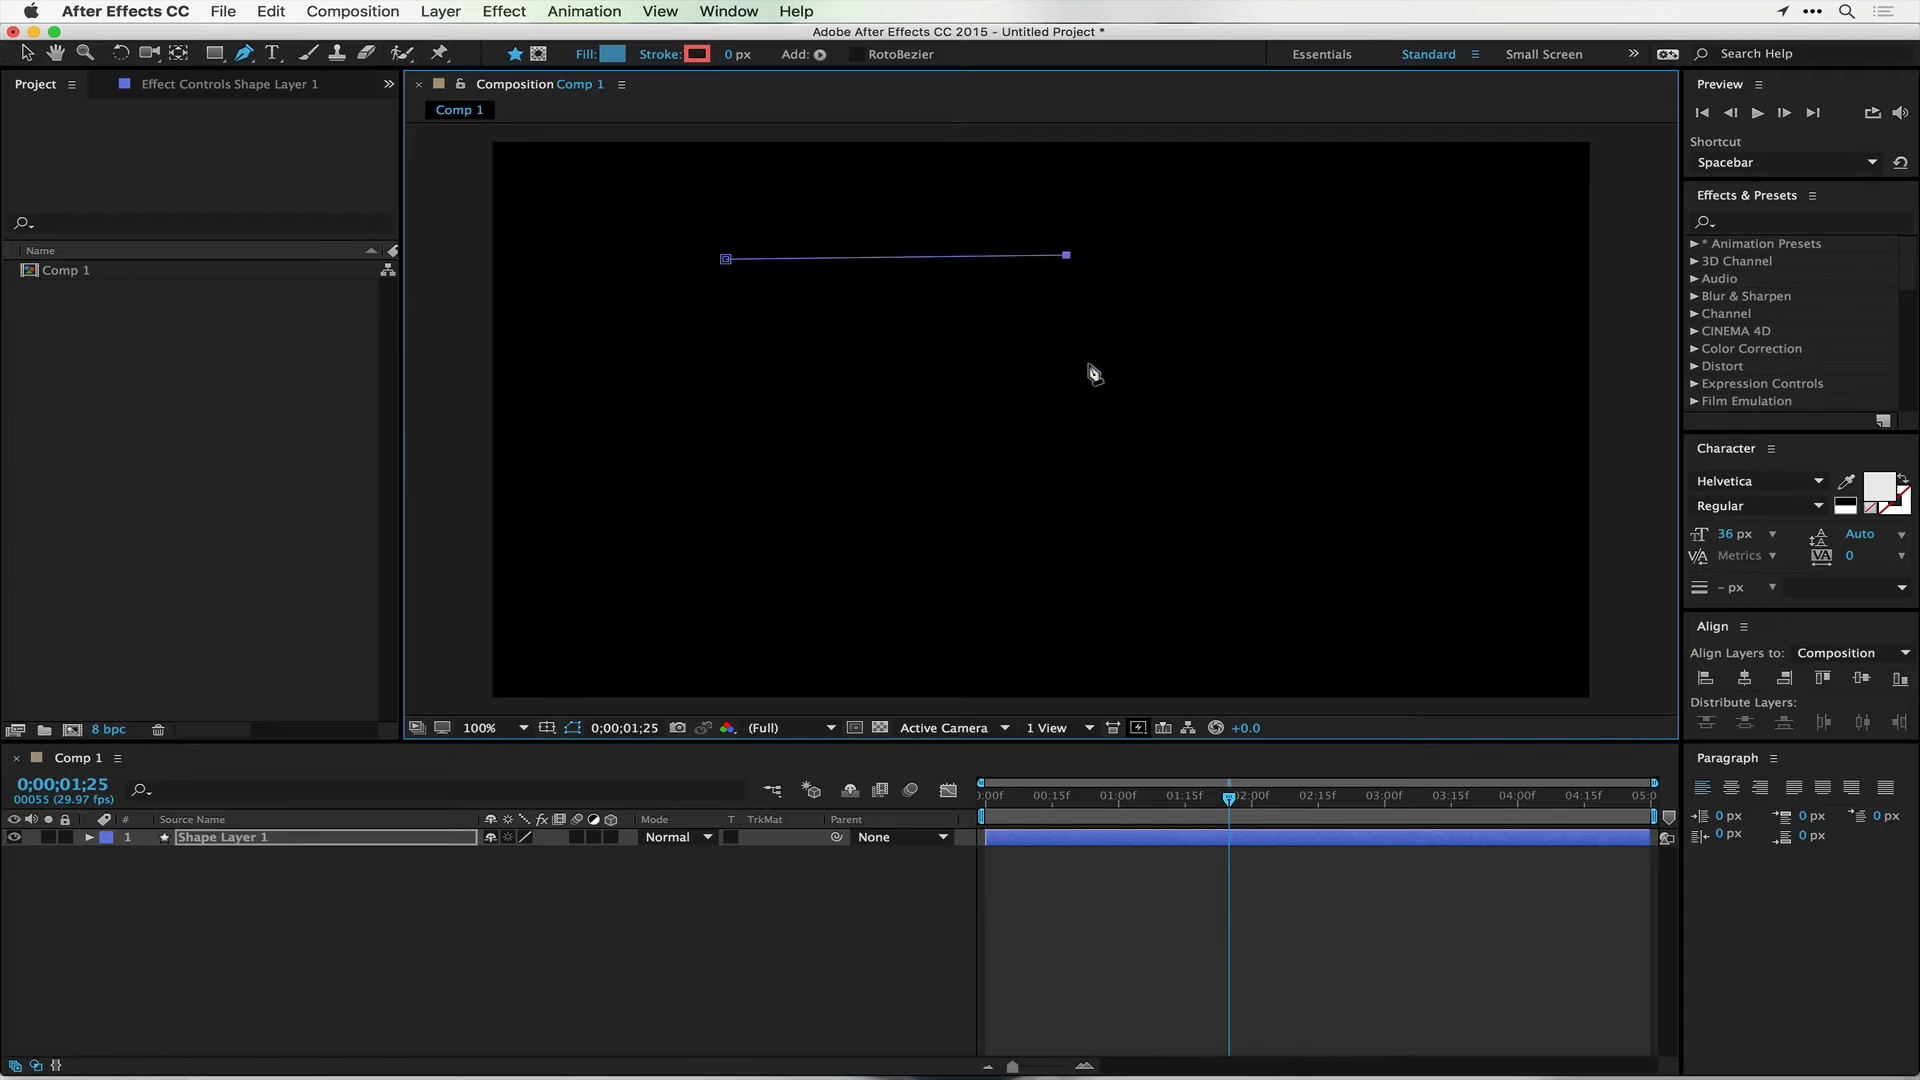 After Effects CC File Edit Composition Layer Effect Animation View Window Help
Adobe After Effects CC 2015 - Untitled Project *
Fill: Stroke: 0 px Add: RotoBezier Essentials Standard Small Screen Search Help
Project Effect Controls Shape Layer 1
Composition Comp 1
Comp 1
Name
Comp 1
8 bpc
100% 0;00;01;25 (Full) Active Camera 1 View +0.0
Preview
Shortcut
Spacebar
Effects & Presets
* Animation Presets
3D Channel
Audio
Blur & Sharpen
Channel
CINEMA 4D
Color Correction
Distort
Expression Controls
Film Emulation
Character
Helvetica
Regular
36 px Auto
Metrics 0
- px
Align
Align Layers to: Composition
Distribute Layers:
Paragraph
0 px 0 px 0 px
0 px 0 px
Comp 1
0;00;01;25
00055 (29.97 fps)
):00f 00:15f 01:00f 01:15f 02:00f 02:15f 03:00f 03:15f 04:00f 04:15f 05:0
# Source Name Mode T TrkMat Parent
1 Shape Layer 1 Normal None